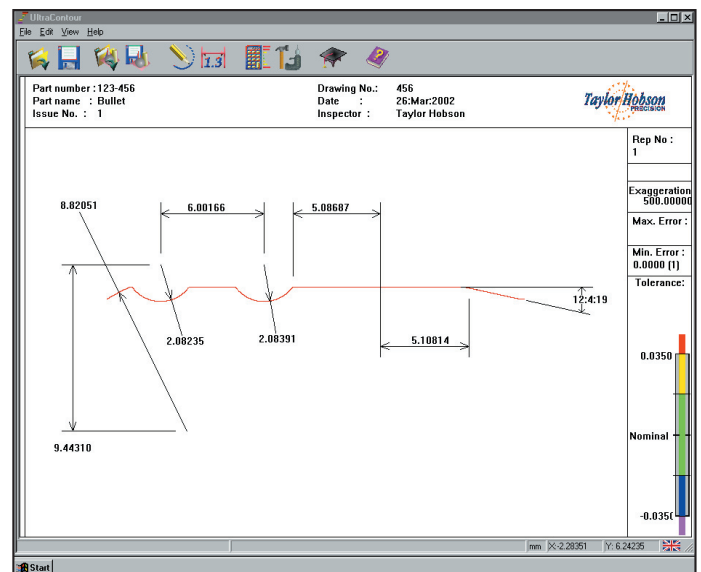 UltraContour
File Edit View Help
1.3
Part number : 123-456 Drawing No.: 456
Part name : Bullet Date : 26:Mar:2002
Issue No. : 1 Inspector : Taylor Hobson
Taylor Hobson
PRECISION
Rep No :
1
Exaggeration
500.00000
Max. Error :
Min. Error :
0.0000 (1)
Tolerance:
8.82051
6.00166
5.08687
12:4:19
2.08235
2.08391
5.10814
9.44310
0.0350
Nominal
-0.035(
mm X:-2.28351 Y: 6.24235
Start